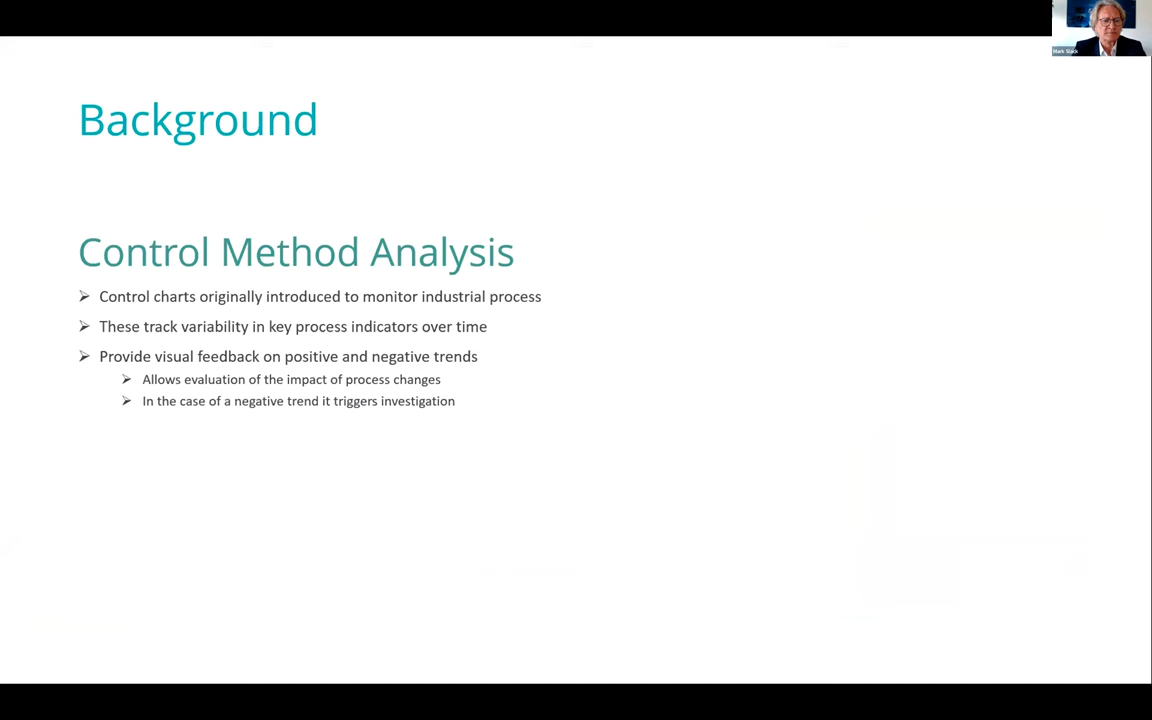 Mark Slack
Background
Control Method Analysis
➢ Control charts originally introduced to monitor industrial process
➢ These track variability in key process indicators over time
➢ Provide visual feedback on positive and negative trends
➢ Allows evaluation of the impact of process changes
➢ In the case of a negative trend it triggers investigation